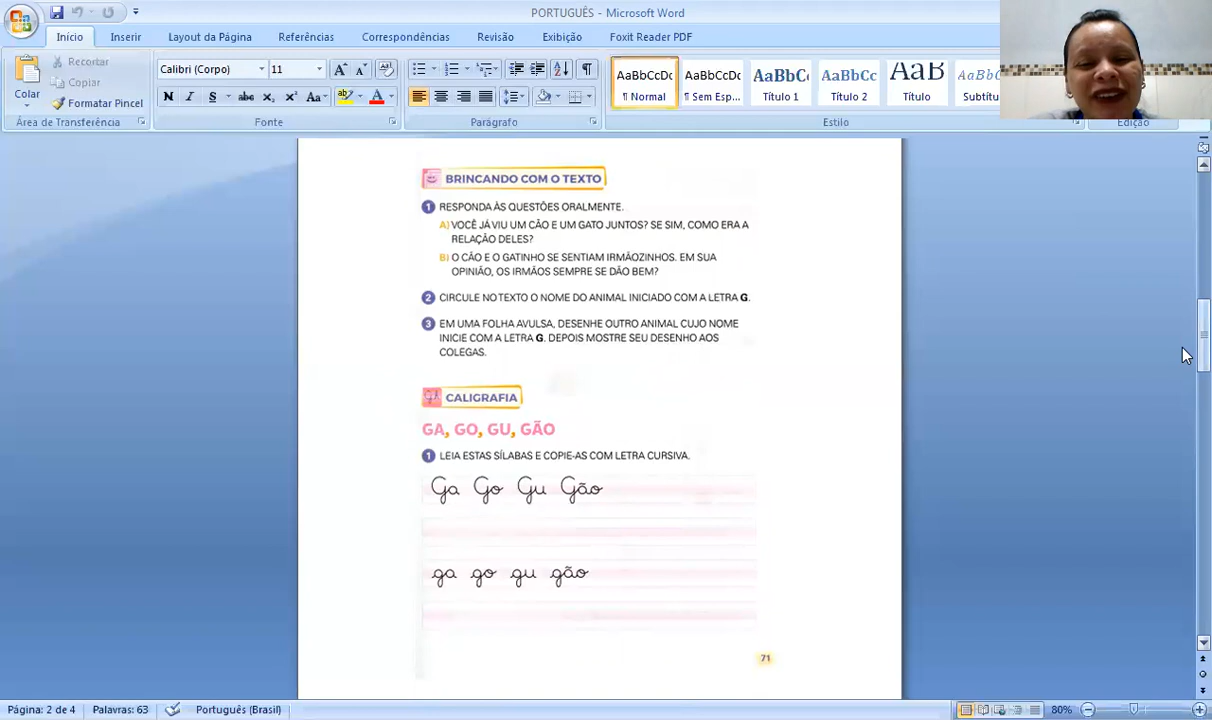 PORTUGUÊS - Microsoft Word
Início Inserir Layout da Página Referências Correspondências Revisão Exibição Foxit Reader PDF
Colar
Recortar
Copiar
Formatar Pincel
Área de Transferência
Calibri (Corpo) 11
N I S abc x₂ x² Aa
Fonte
Parágrafo
AaBbCcDc AaBbCcDc AaBbC AaBbCc AaB AaBbCc
¶ Normal ¶ Sem Esp... Título 1 Título 2 Título Subtítu
Estilo
Edição
BRINCANDO COM O TEXTO
1 RESPONDA ÀS QUESTÕES ORALMENTE.
A) VOCÊ JÁ VIU UM CÃO E UM GATO JUNTOS? SE SIM, COMO ERA A
RELAÇÃO DELES?
B) O CÃO E O GATINHO SE SENTIAM IRMÃOZINHOS. EM SUA
OPINIÃO, OS IRMÃOS SEMPRE SE DÃO BEM?
2 CIRCULE NO TEXTO O NOME DO ANIMAL INICIADO COM A LETRA G.
3 EM UMA FOLHA AVULSA, DESENHE OUTRO ANIMAL CUJO NOME
INICIE COM A LETRA G. DEPOIS MOSTRE SEU DESENHO AOS
COLEGAS.
CALIGRAFIA
GA, GO, GU, GÃO
1 LEIA ESTAS SÍLABAS E COPIE-AS COM LETRA CURSIVA.
Ga Go Gu Gão
ga go gu gão
71
Página: 2 de 4 Palavras: 63 Português (Brasil) 80%